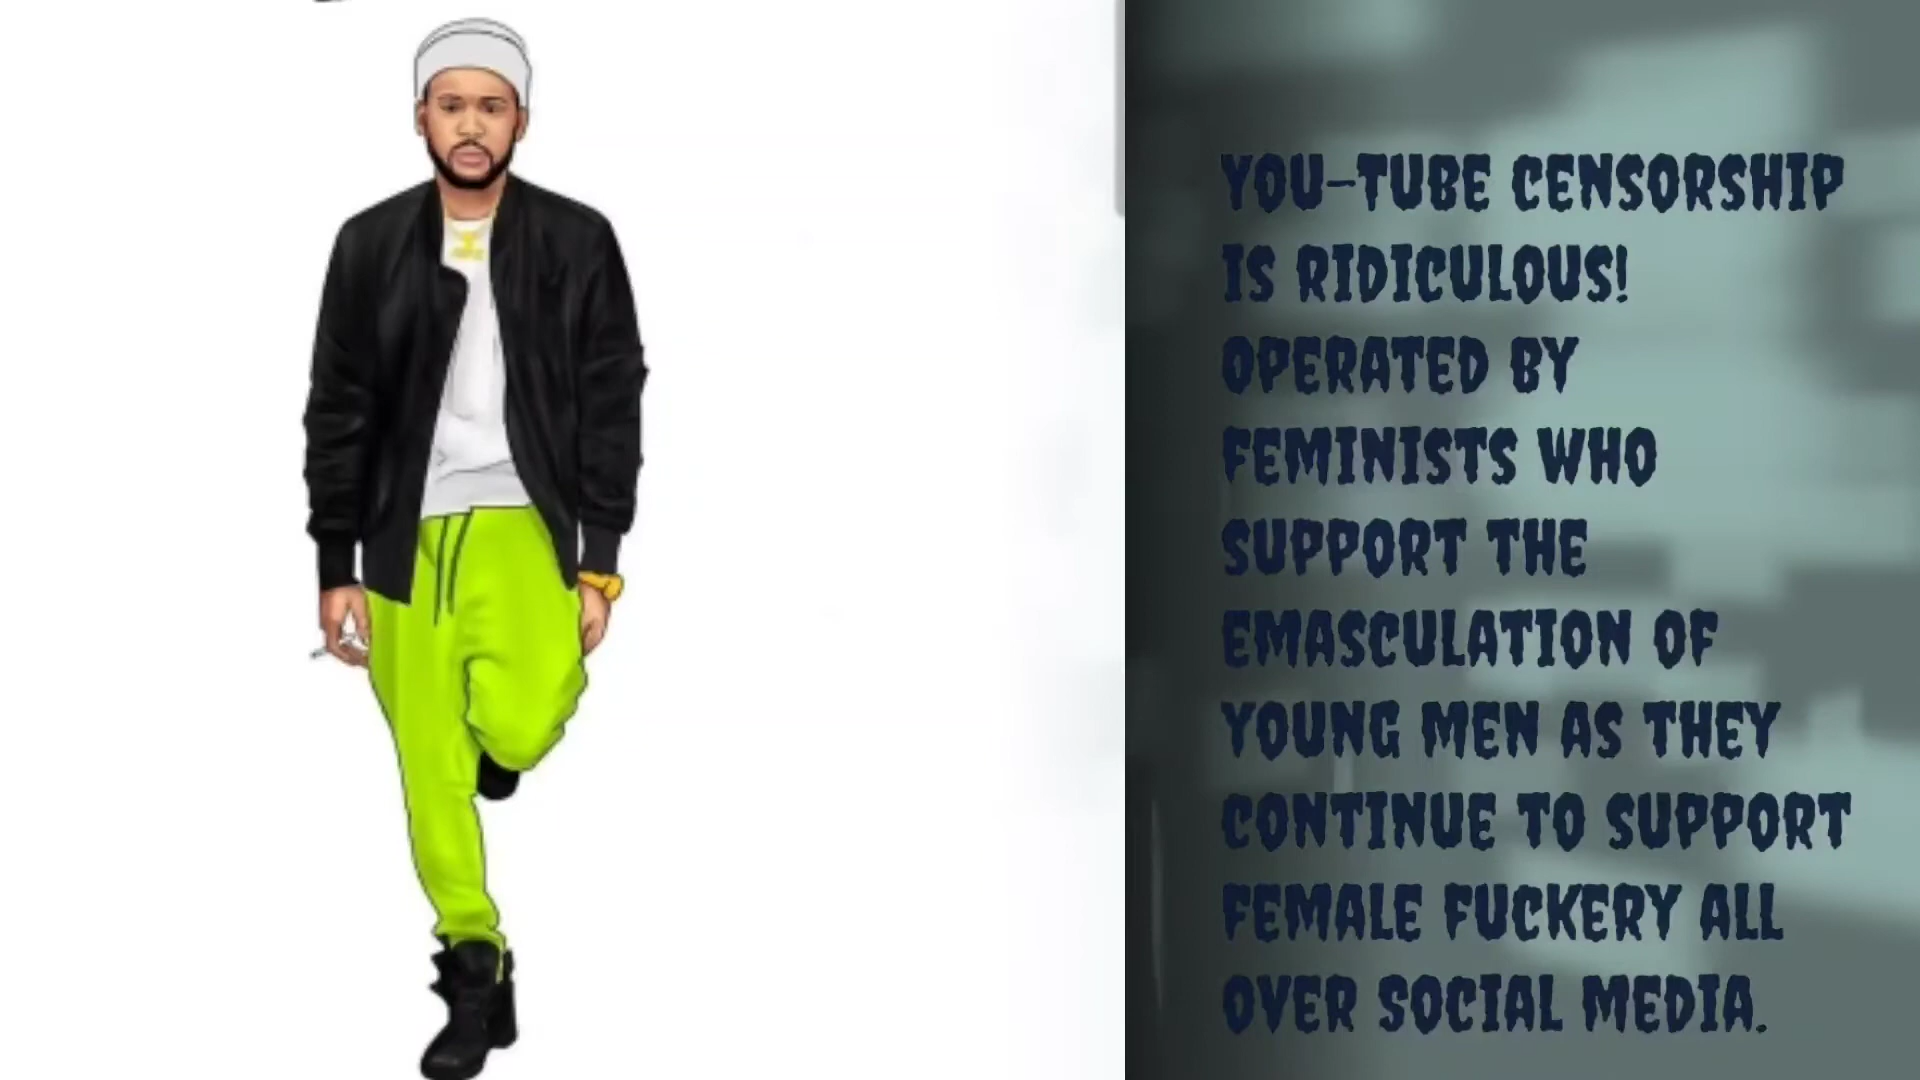 YOU-TUBE CENSORSHIP
IS RIDICULOUS!
OPERATED BY
FEMINISTS WHO
SUPPORT THE
EMASCULATION OF
YOUNG MEN AS THEY
CONTINUE TO SUPPORT
FEMALE FUCKERY ALL
OVER SOCIAL MEDIA.